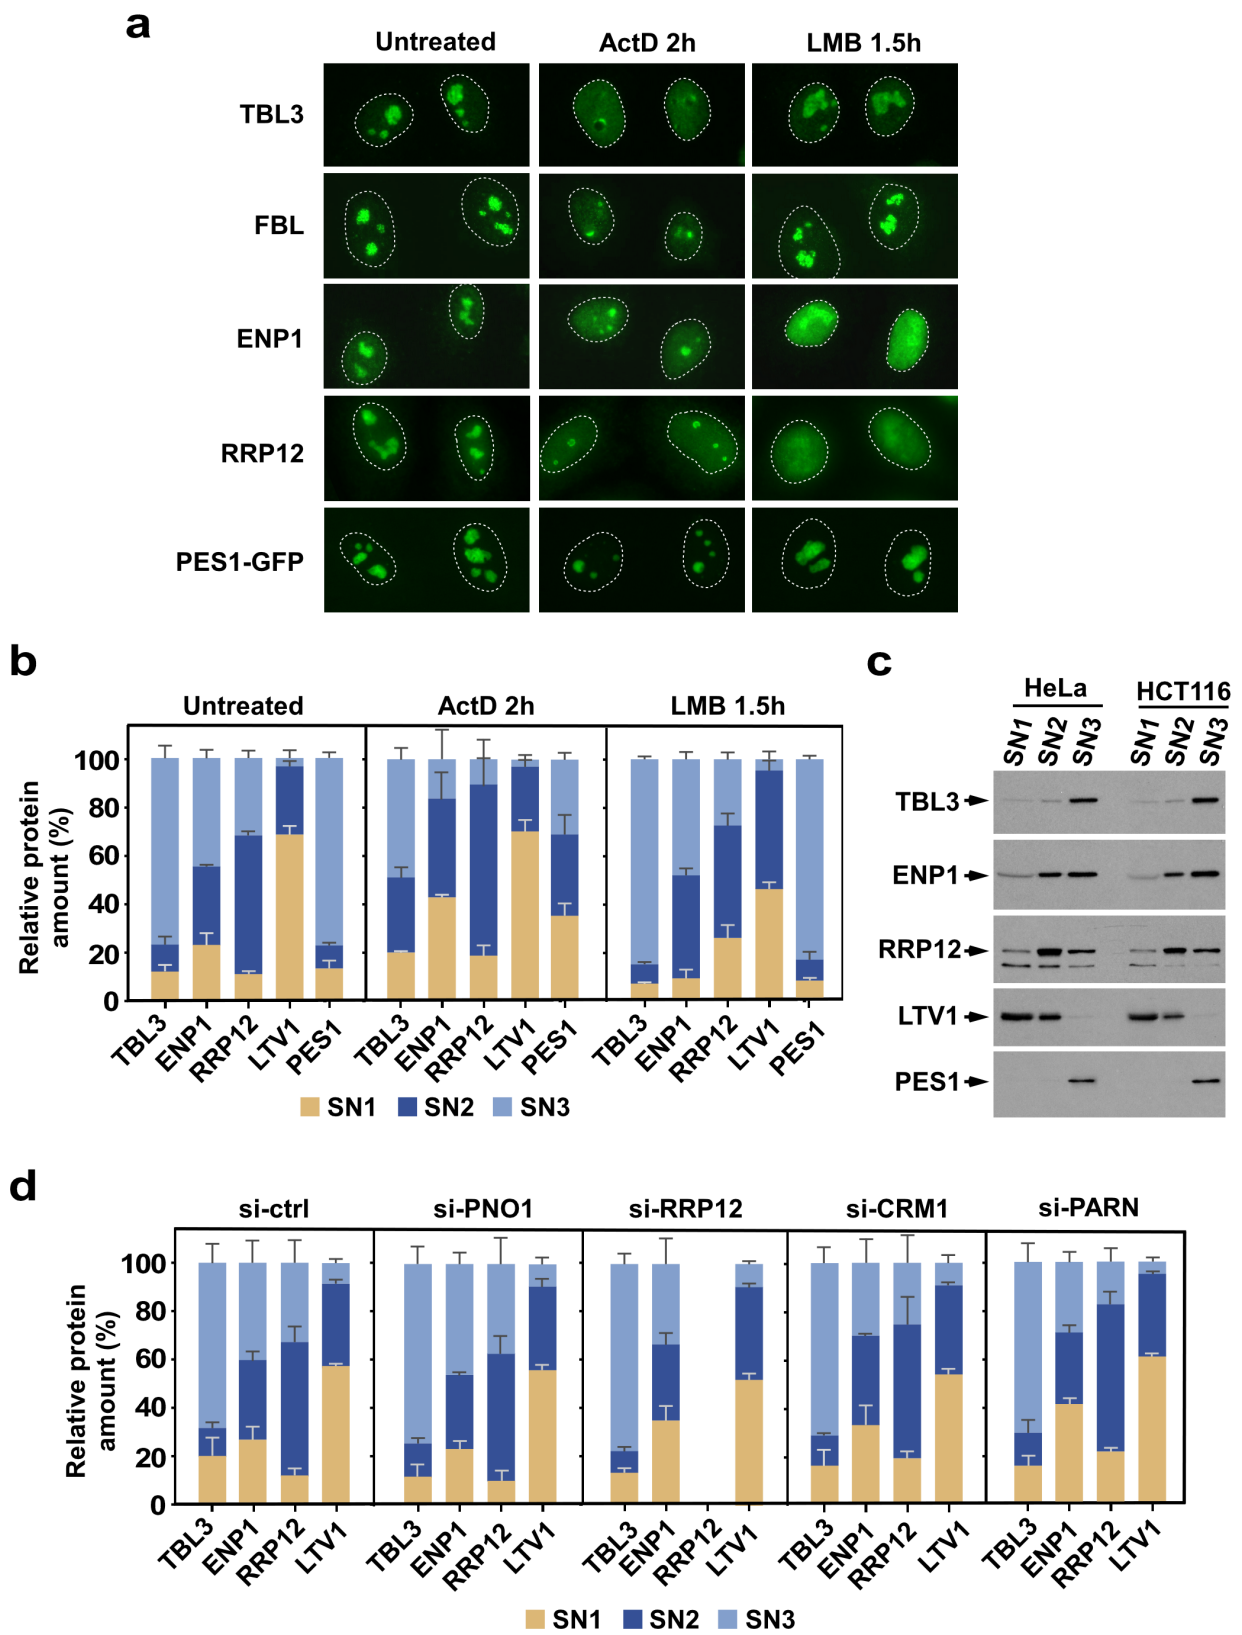 a
Untreated
ActD 2h
LMB 1.5h
TBL3
FBL
ENP1
RRP12
PES1-GFP
b
Untreated
ActD 2h
LMB 1.5h
Relative protein
amount (%)
100
80
60
40
20
0
TBL3
ENP1
RRP12
LTV1
PES1
TBL3
ENP1
RRP12
LTV1
PES1
TBL3
ENP1
RRP12
LTV1
PES1
SN1 SN2 SN3
c
HeLa
HCT116
SN1
SN2
SN3
SN1
SN2
SN3
TBL3
ENP1
RRP12
LTV1
PES1
d
si-ctrl
si-PNO1
si-RRP12
si-CRM1
si-PARN
Relative protein
amount (%)
100
80
60
40
20
0
TBL3
ENP1
RRP12
LTV1
TBL3
ENP1
RRP12
LTV1
TBL3
ENP1
RRP12
LTV1
TBL3
ENP1
RRP12
LTV1
TBL3
ENP1
RRP12
LTV1
SN1 SN2 SN3